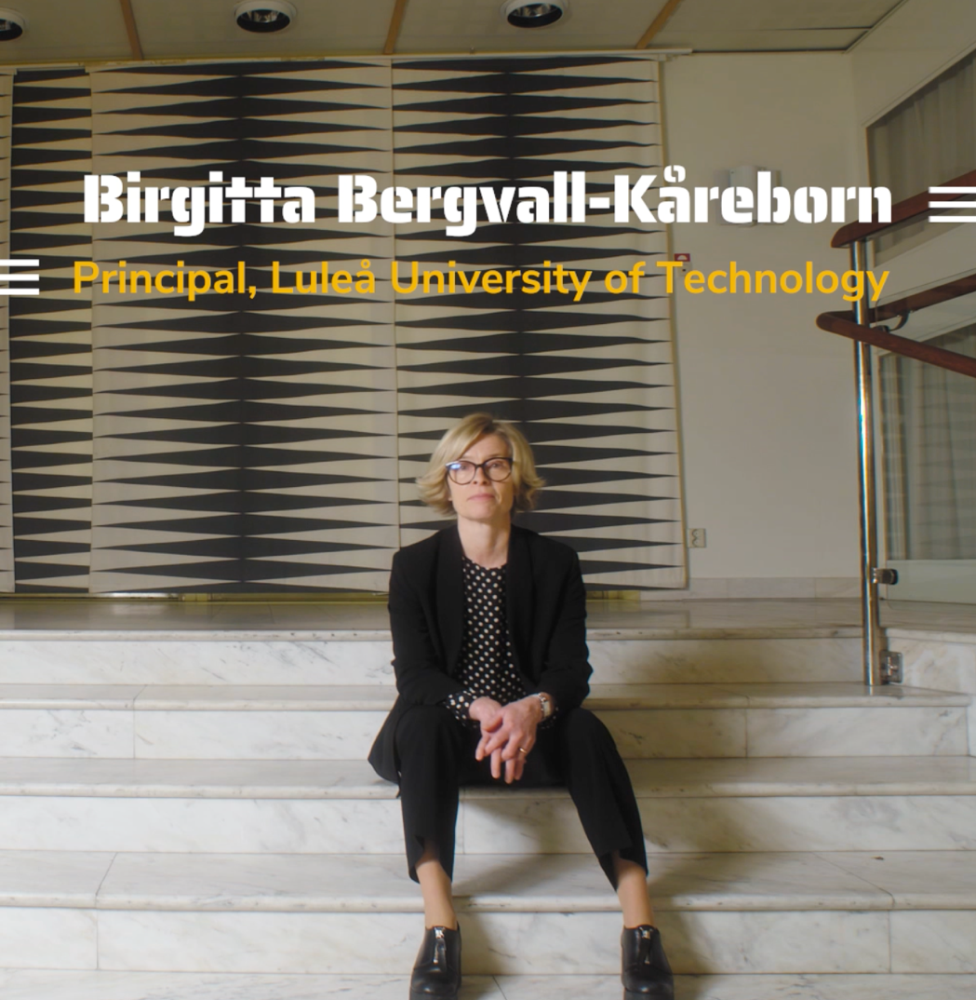 Birgitta Bergvall-Kåreborn
Principal, Luleå University of Technology